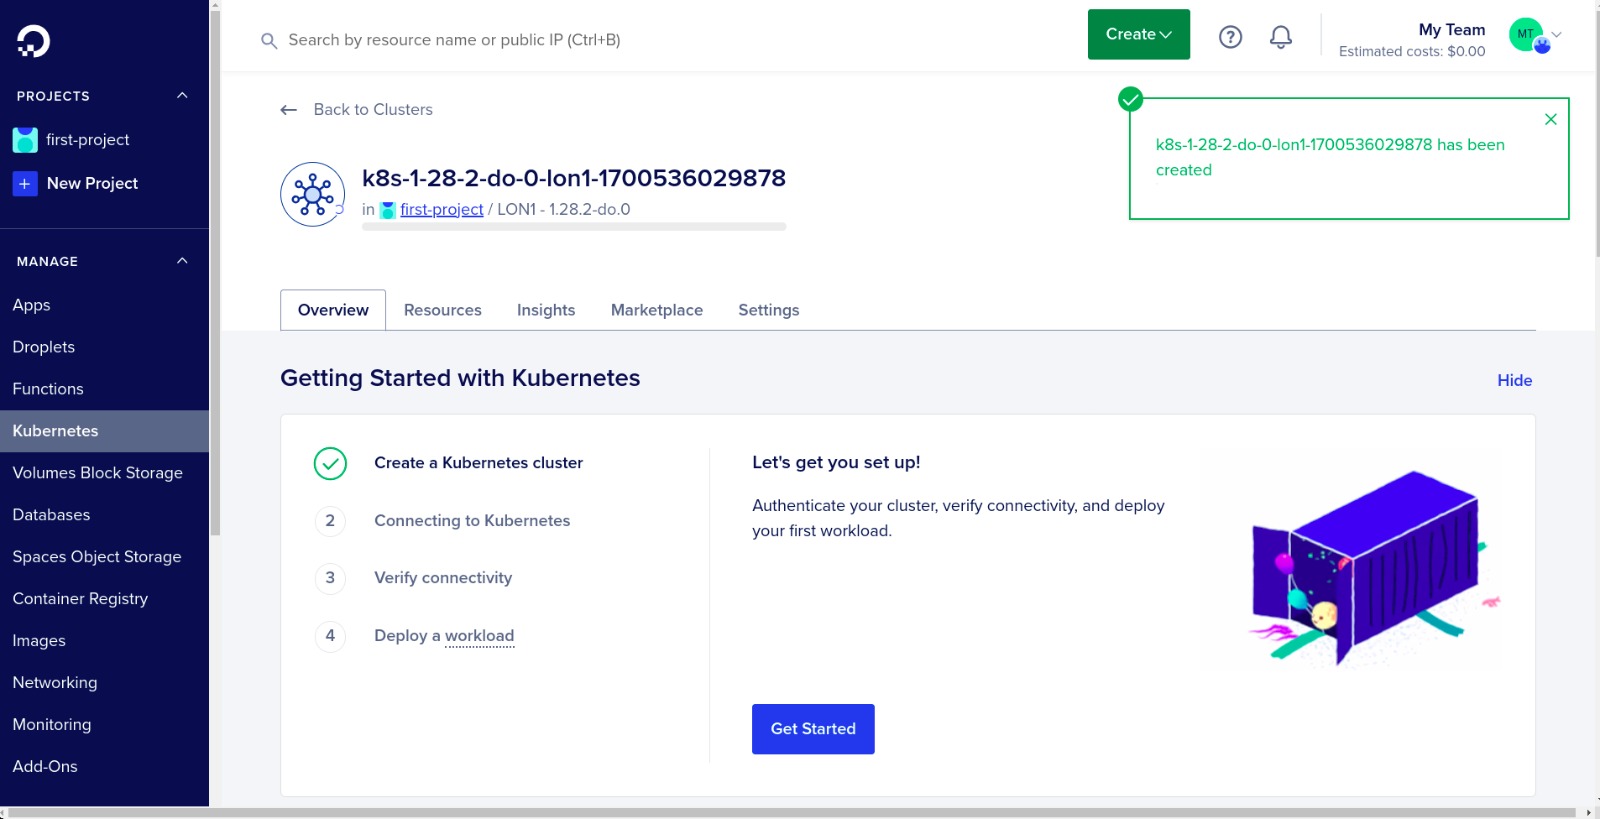 Search by resource name or public IP (Ctrl+B)
Create
My Team
Estimated costs: $0.00
MT
PROJECTS
first-project
+ New Project
MANAGE
Apps
Droplets
Functions
Kubernetes
Volumes Block Storage
Databases
Spaces Object Storage
Container Registry
Images
Networking
Monitoring
Add-Ons
Back to Clusters
k8s-1-28-2-do-0-lon1-1700536029878
in first-project / LON1 - 1.28.2-do.0
k8s-1-28-2-do-0-lon1-1700536029878 has been
created
Overview
Resources
Insights
Marketplace
Settings
Getting Started with Kubernetes
Hide
Create a Kubernetes cluster
2 Connecting to Kubernetes
3 Verify connectivity
4 Deploy a workload
Let's get you set up!
Authenticate your cluster, verify connectivity, and deploy
your first workload.
Get Started